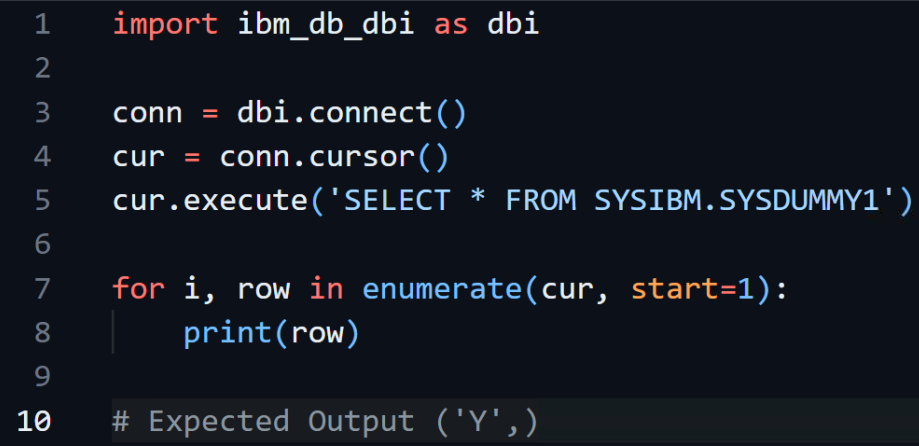 1 import ibm_db_dbi as dbi
2
3 conn = dbi.connect()
4 cur = conn.cursor()
5 cur.execute('SELECT * FROM SYSIBM.SYSDUMMY1')
6
7 for i, row in enumerate(cur, start=1):
8     print(row)
9
10 # Expected Output ('Y',)